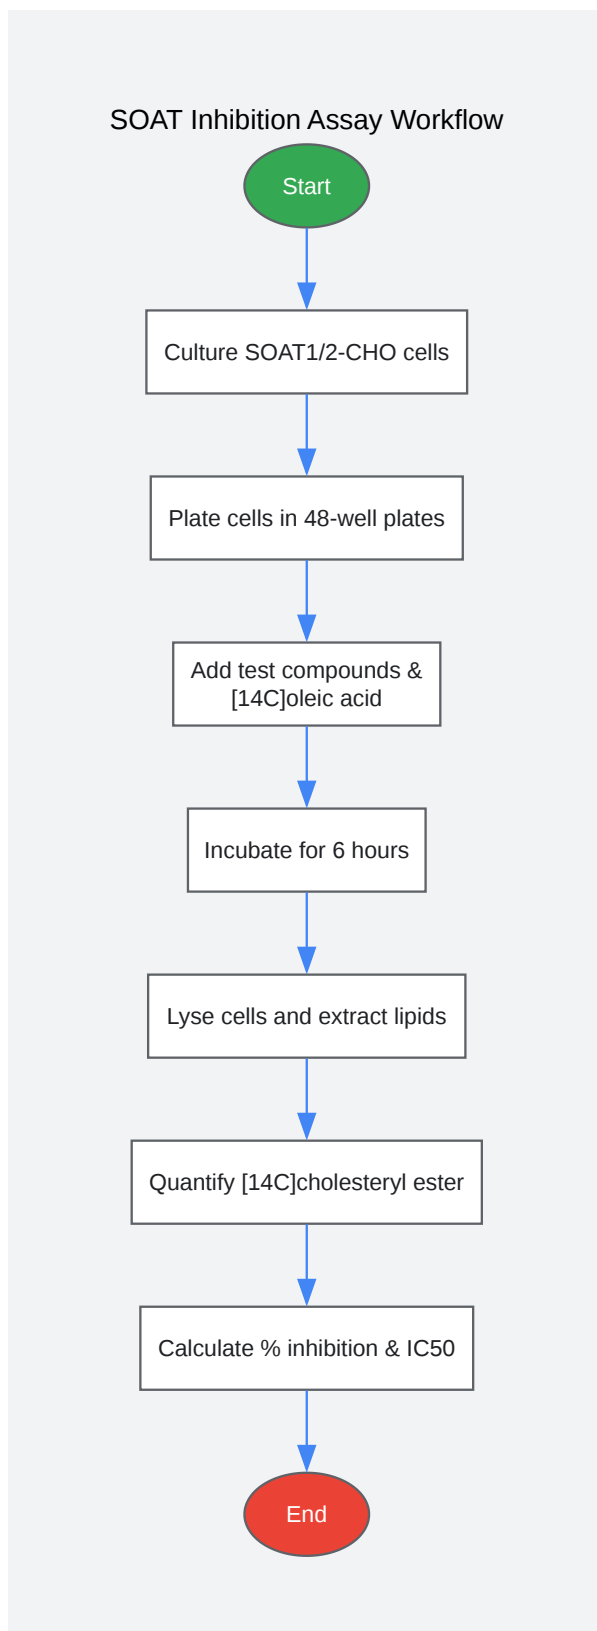 SOAT Inhibition Assay Workflow
Start
Culture SOAT1/2-CHO cells
Plate cells in 48-well plates
Add test compounds &
[14C]oleic acid
Incubate for 6 hours
Lyse cells and extract lipids
Quantify [14C]cholesteryl ester
Calculate % inhibition & IC50
End